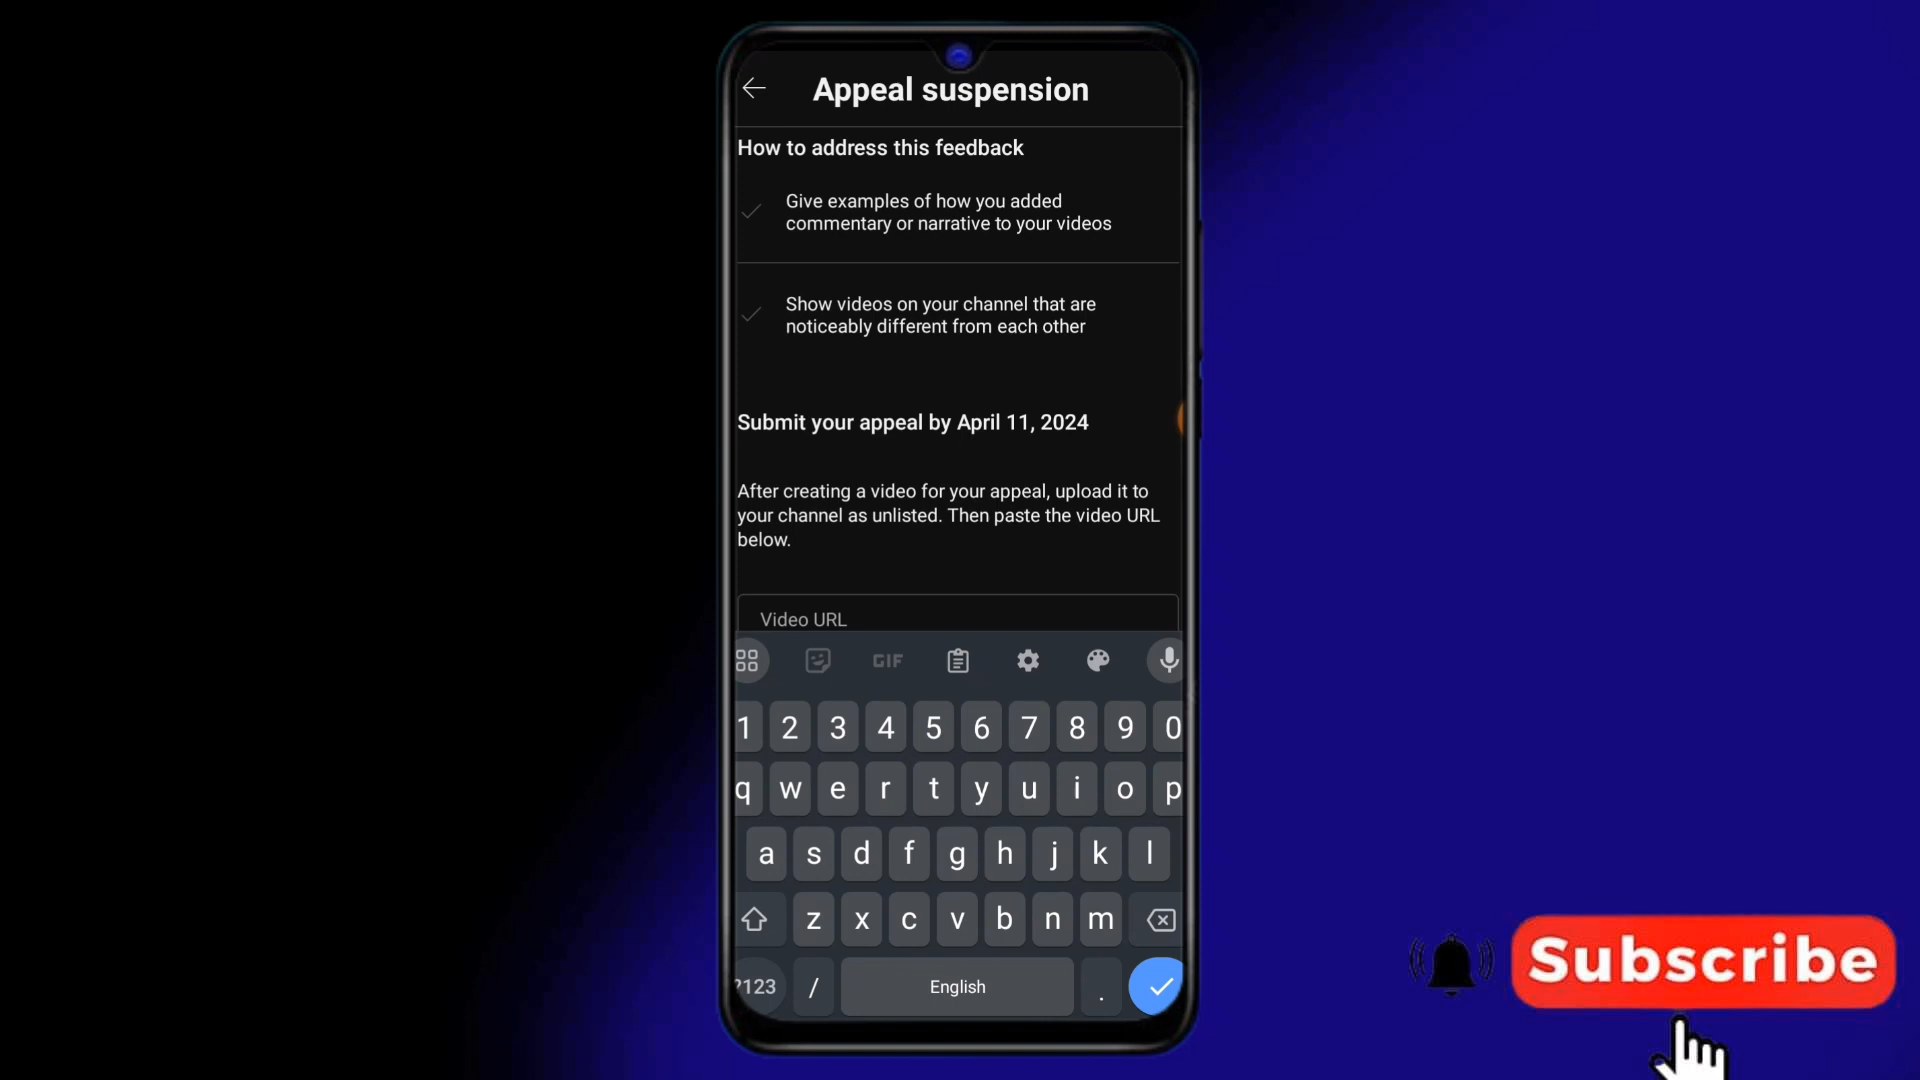 Appeal suspension
How to address this feedback
Give examples of how you added
commentary or narrative to your videos
Show videos on your channel that are
noticeably different from each other
Submit your appeal by April 11, 2024
After creating a video for your appeal, upload it to
your channel as unlisted. Then paste the video URL
below.
Video URL
GIF
1 2 3 4 5 6 7 8 9 0
q w e r t y u i o p
a s d f g h j k l
z x c v b n m
?123 / English .
Subscribe